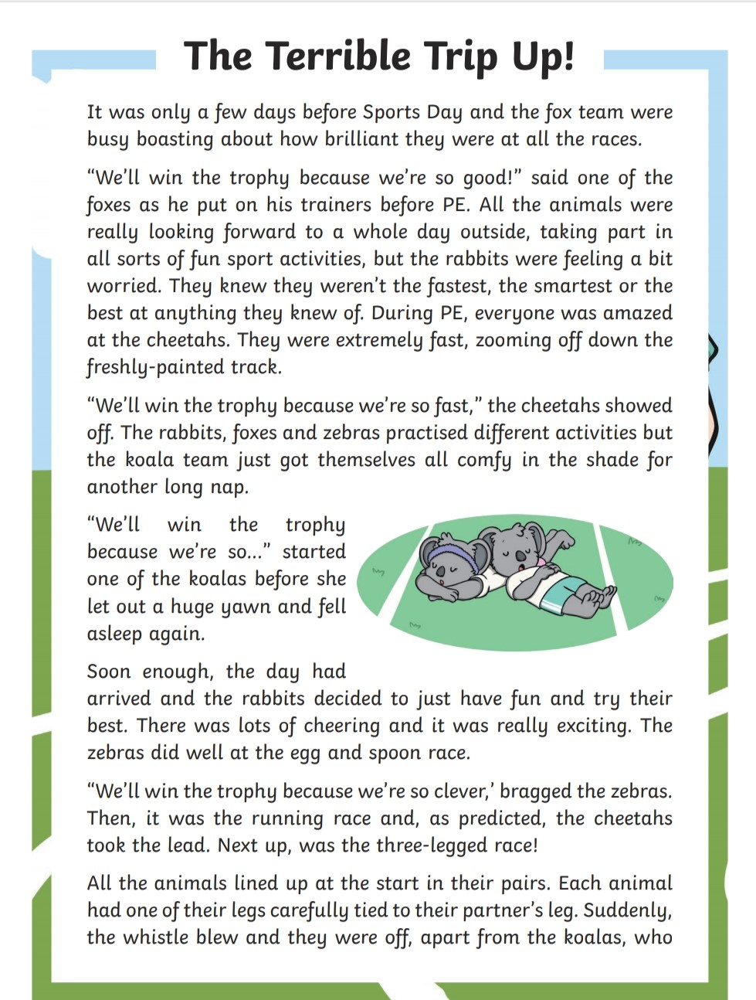 The Terrible Trip Up!
It was only a few days before Sports Day and the fox team were
busy boasting about how brilliant they were at all the races.
“We’ll win the trophy because we’re so good!” said one of the
foxes as he put on his trainers before PE. All the animals were
really looking forward to a whole day outside, taking part in
all sorts of fun sport activities, but the rabbits were feeling a bit
worried. They knew they weren’t the fastest, the smartest or the
best at anything they knew of. During PE, everyone was amazed
at the cheetahs. They were extremely fast, zooming off down the
freshly-painted track.
“We’ll win the trophy because we’re so fast,” the cheetahs showed
off. The rabbits, foxes and zebras practised different activities but
the koala team just got themselves all comfy in the shade for
another long nap.
“We’ll win the trophy
because we’re so…” started
one of the koalas before she
let out a huge yawn and fell
asleep again.
Soon enough, the day had
arrived and the rabbits decided to just have fun and try their
best. There was lots of cheering and it was really exciting. The
zebras did well at the egg and spoon race.
“We’ll win the trophy because we’re so clever,’ bragged the zebras.
Then, it was the running race and, as predicted, the cheetahs
took the lead. Next up, was the three-legged race!
All the animals lined up at the start in their pairs. Each animal
had one of their legs carefully tied to their partner’s leg. Suddenly,
the whistle blew and they were off, apart from the koalas, who